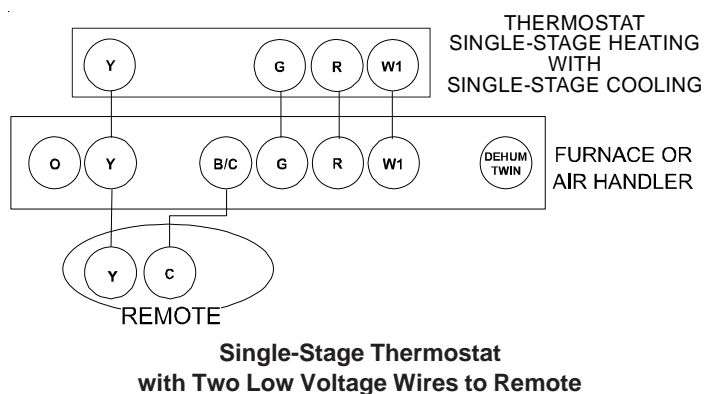 THERMOSTAT
SINGLE-STAGE HEATING
WITH
SINGLE-STAGE COOLING
Y G R W1
O Y B/C G R W1 DEHUM
TWIN
FURNACE OR
AIR HANDLER
Y C
REMOTE
Single-Stage Thermostat
with Two Low Voltage Wires to Remote